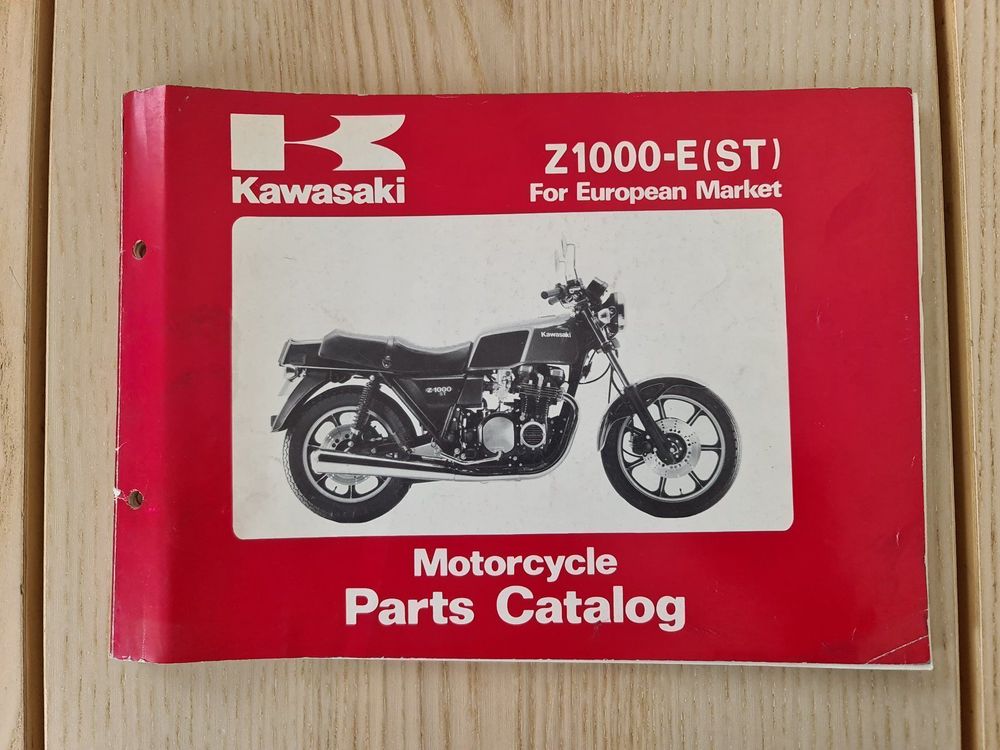 Kawasaki
Z1000-E(ST)
For European Market
Kawasaki
Z1000
ST
Motorcycle
Parts Catalog